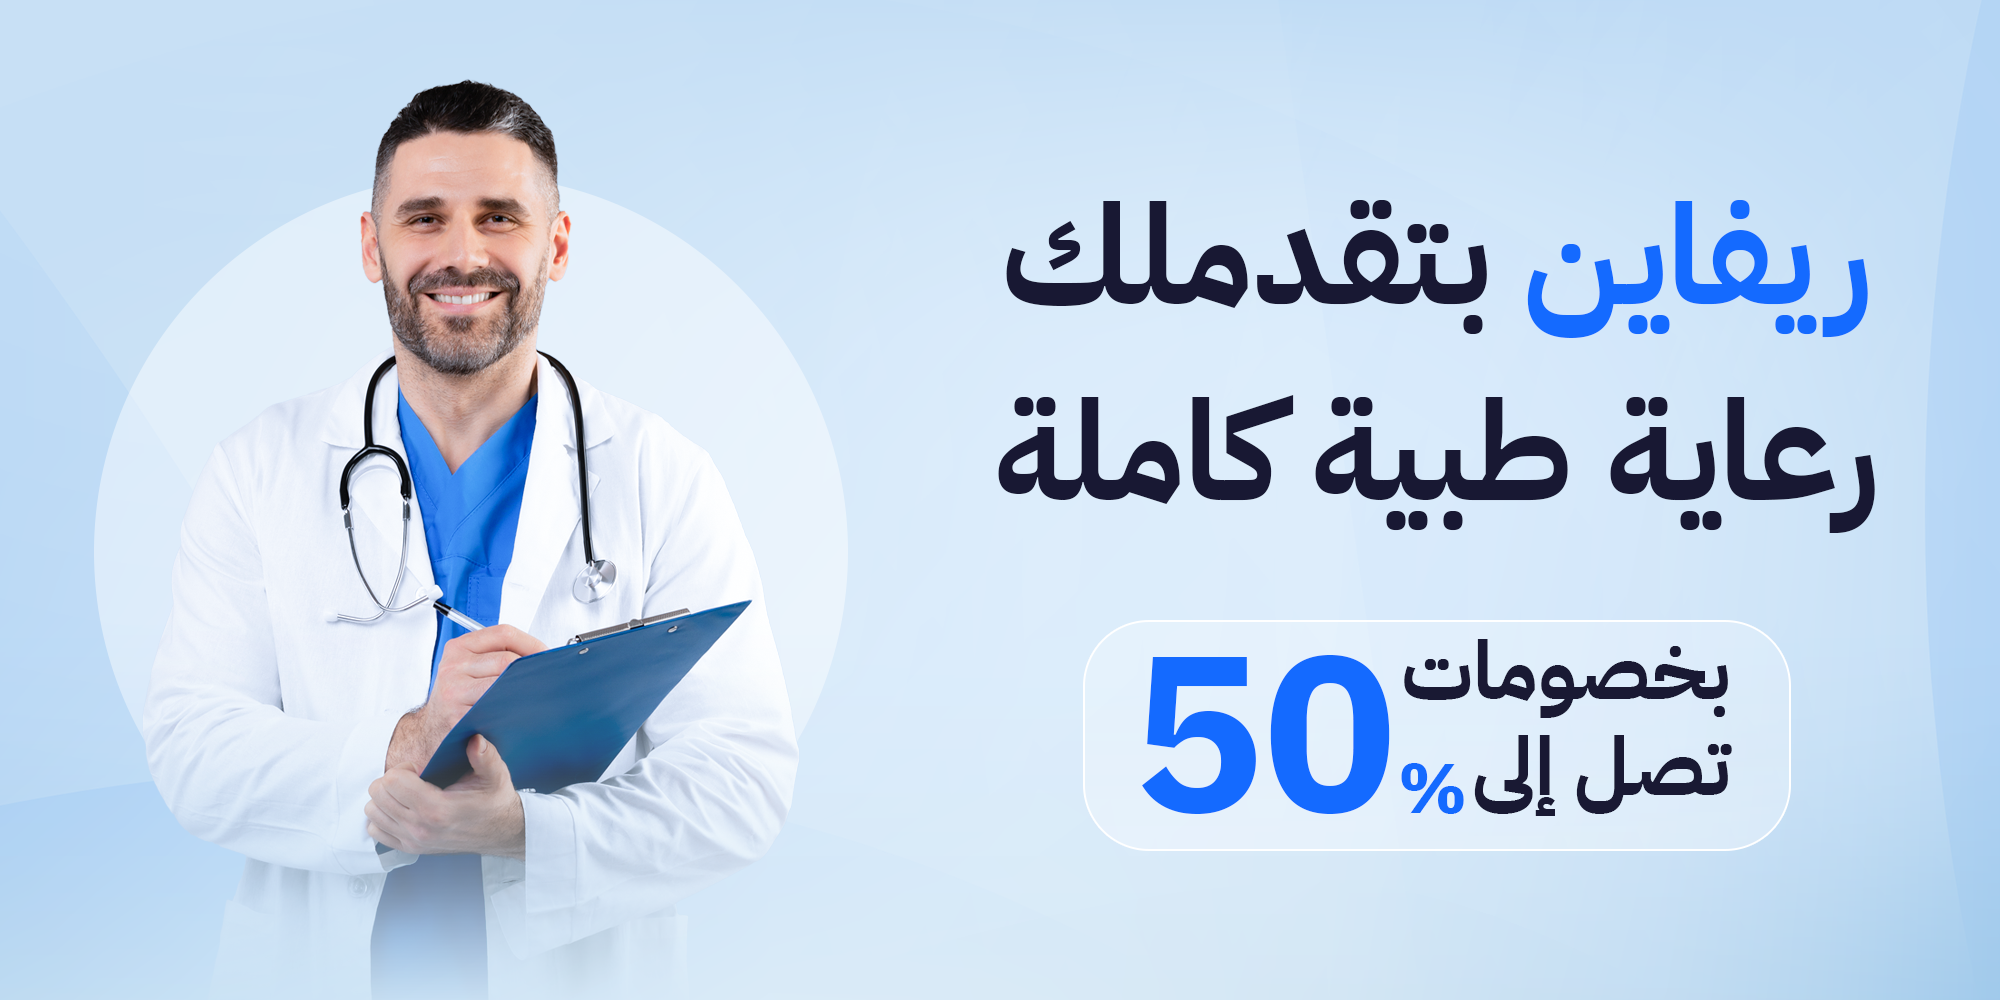 ريفاين بتقدملك
رعاية طبية كاملة
بخصومات
تصل إلى %50